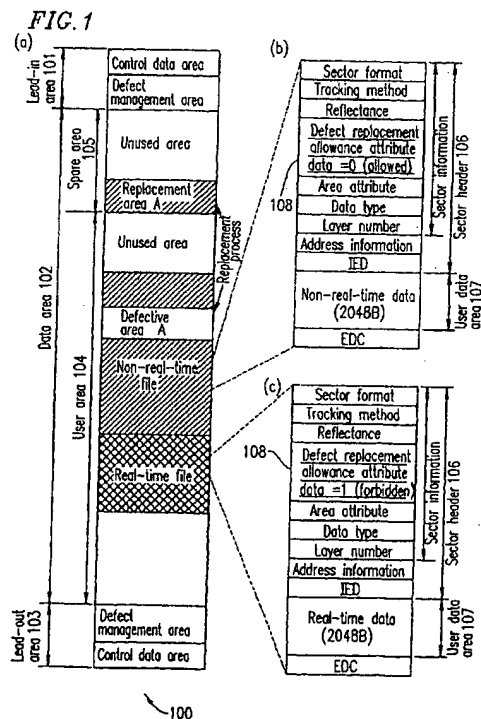 FIG. 1
(a)
Lead-in
area 101
Control data area
Defect
management area
Data area 102
Spare area
105
Unused area
Replacement
area A
User area 104
Unused area
Replacement
process
Defective
area A
Non-real-time
file
Real-time file
Lead-out
area 103
Defect
management area
Control data area
100
(b)
Sector format
Tracking method
Reflectance
Defect replacement
allowance attribute
data =0 (allowed)
108
Area attribute
Data type
Layer number
Address information
IED
Non-real-time data
(2048B)
EDC
Sector information
Sector header 106
User data area
107
(c)
Sector format
Tracking method
Reflectance
Defect replacement
allowance attribute
data =1 (forbidden)
108
Area attribute
Data type
Layer number
Address information
IED
Real-time data
(2048B)
EDC
Sector information
Sector header 106
User data area
107